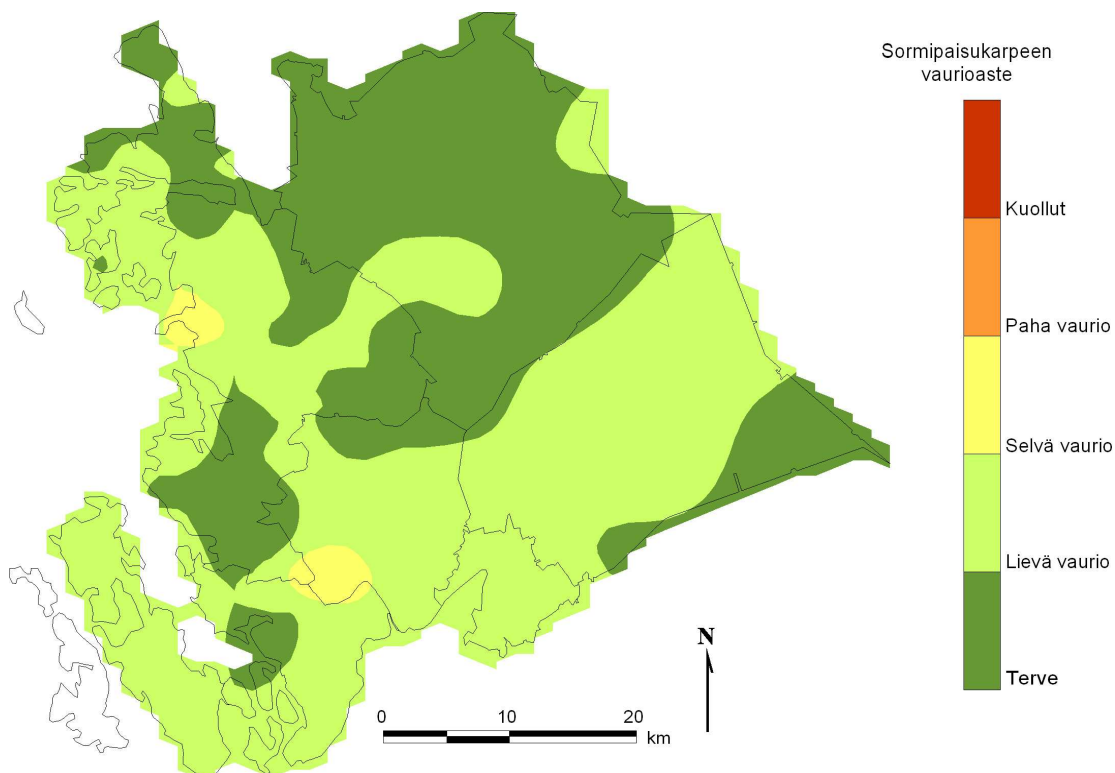 Sormipaisukarpeen
vaurioaste
Kuollut
Paha vaurio
Selvä vaurio
Lievä vaurio
Terve
N
0 10 20
km